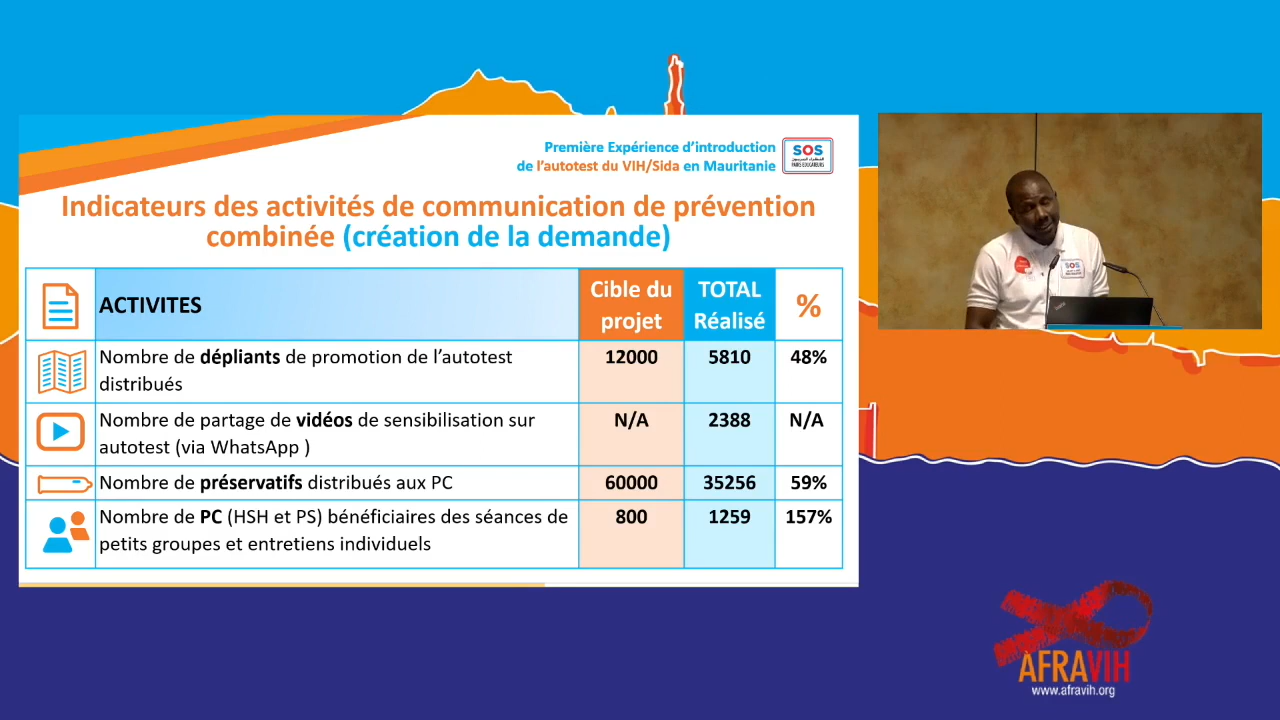 Première Expérience d’introduction
de l’autotest du VIH/Sida en Mauritanie
SOS
PAIRS EDUCATEURS
Indicateurs des activités de communication de prévention
combinée (création de la demande)
ACTIVITES
Cible du
projet
TOTAL
Réalisé
%
Nombre de dépliants de promotion de l’autotest
distribués
12000
5810
48%
Nombre de partage de vidéos de sensibilisation sur
autotest (via WhatsApp )
N/A
2388
N/A
Nombre de préservatifs distribués aux PC
60000
35256
59%
Nombre de PC (HSH et PS) bénéficiaires des séances de
petits groupes et entretiens individuels
800
1259
157%
SOS
AFRAVIH
www.afravih.org